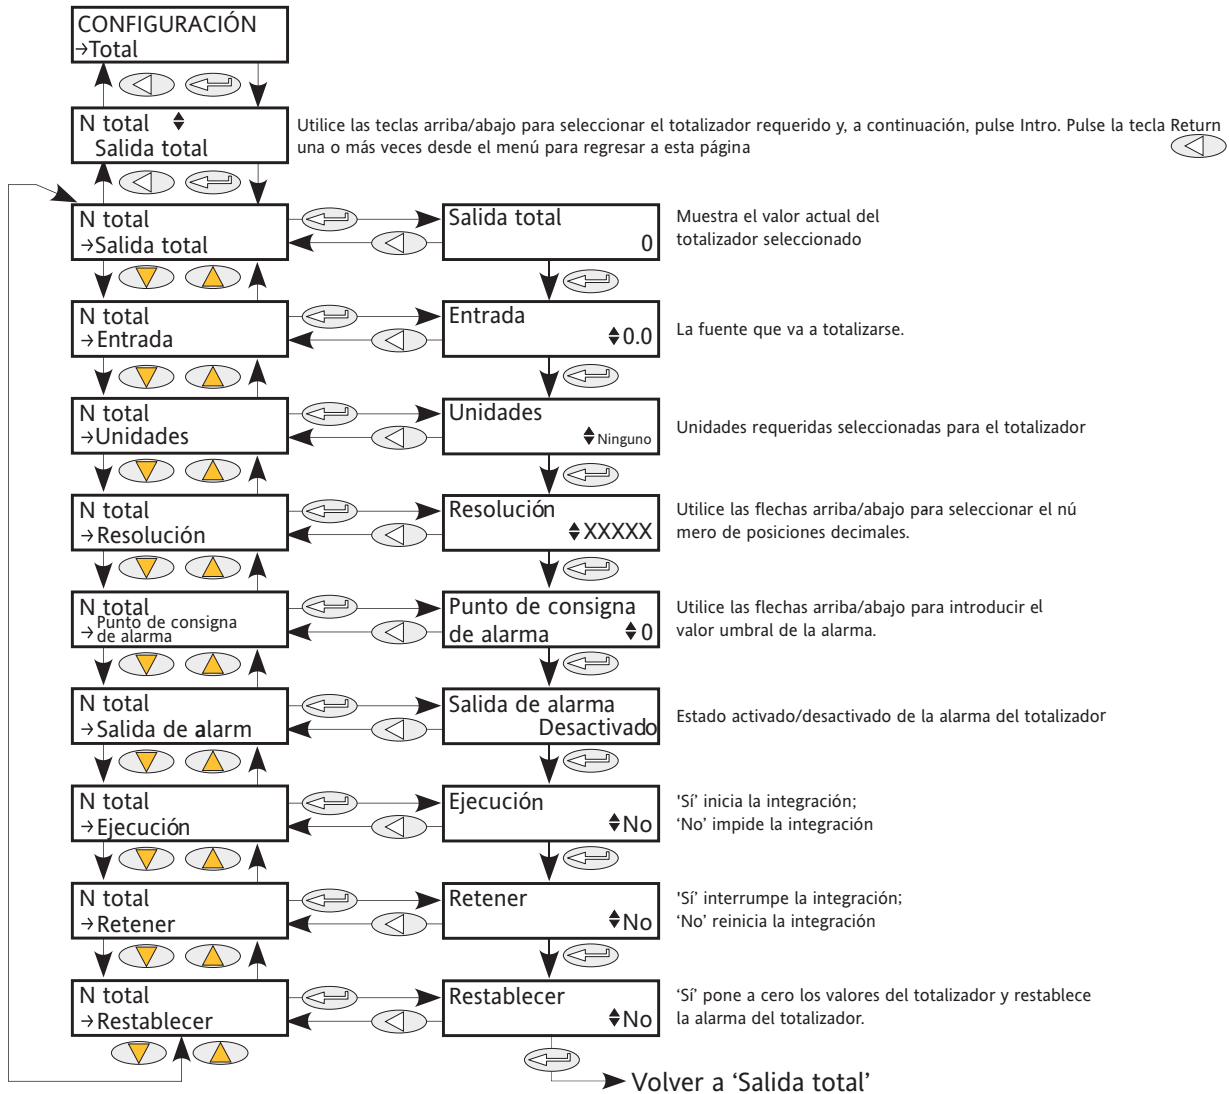 CONFIGURACIÓN
→Total
N total
Salida total
Utilice las teclas arriba/abajo para seleccionar el totalizador requerido y, a continuación, pulse Intro. Pulse la tecla Return
una o más veces desde el menú para regresar a esta página
N total
→Salida total
Salida total
0
Muestra el valor actual del
totalizador seleccionado
N total
→Entrada
Entrada
0.0
La fuente que va a totalizarse.
N total
→Unidades
Unidades
Ninguno
Unidades requeridas seleccionadas para el totalizador
N total
→Resolución
Resolución
XXXXX
Utilice las flechas arriba/abajo para seleccionar el nú
mero de posiciones decimales.
N total
→Punto de consigna
de alarma
Punto de consigna
de alarma 0
Utilice las flechas arriba/abajo para introducir el
valor umbral de la alarma.
N total
→Salida de alarm
Salida de alarma
Desactivado
Estado activado/desactivado de la alarma del totalizador
N total
→Ejecución
Ejecución
No
'Sí’ inicia la integración;
‘No’ impide la integración
N total
→Retener
Retener
No
'Sí’ interrumpe la integración;
‘No’ reinicia la integración
N total
→Restablecer
Restablecer
No
‘Sí’ pone a cero los valores del totalizador y restablece
la alarma del totalizador.
Volver a ‘Salida total’